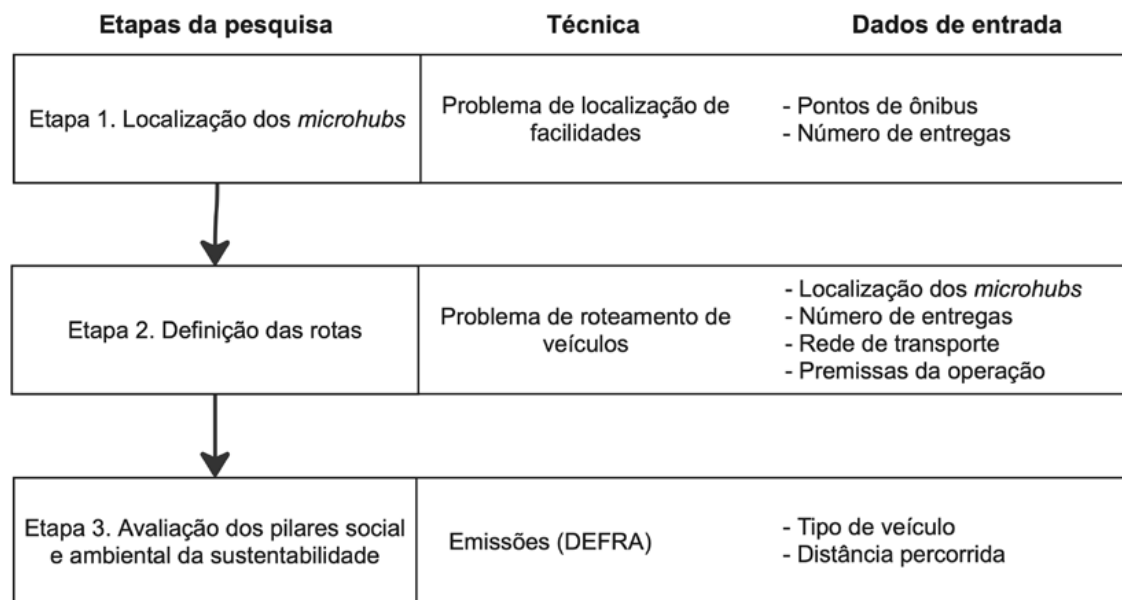 Etapas da pesquisa
Técnica
Dados de entrada
Etapa 1. Localização dos microhubs
Problema de localização de
facilidades
- Pontos de ônibus
- Número de entregas
Etapa 2. Definição das rotas
Problema de roteamento de
veículos
- Localização dos microhubs
- Número de entregas
- Rede de transporte
- Premissas da operação
Etapa 3. Avaliação dos pilares social
e ambiental da sustentabilidade
Emissões (DEFRA)
- Tipo de veículo
- Distância percorrida